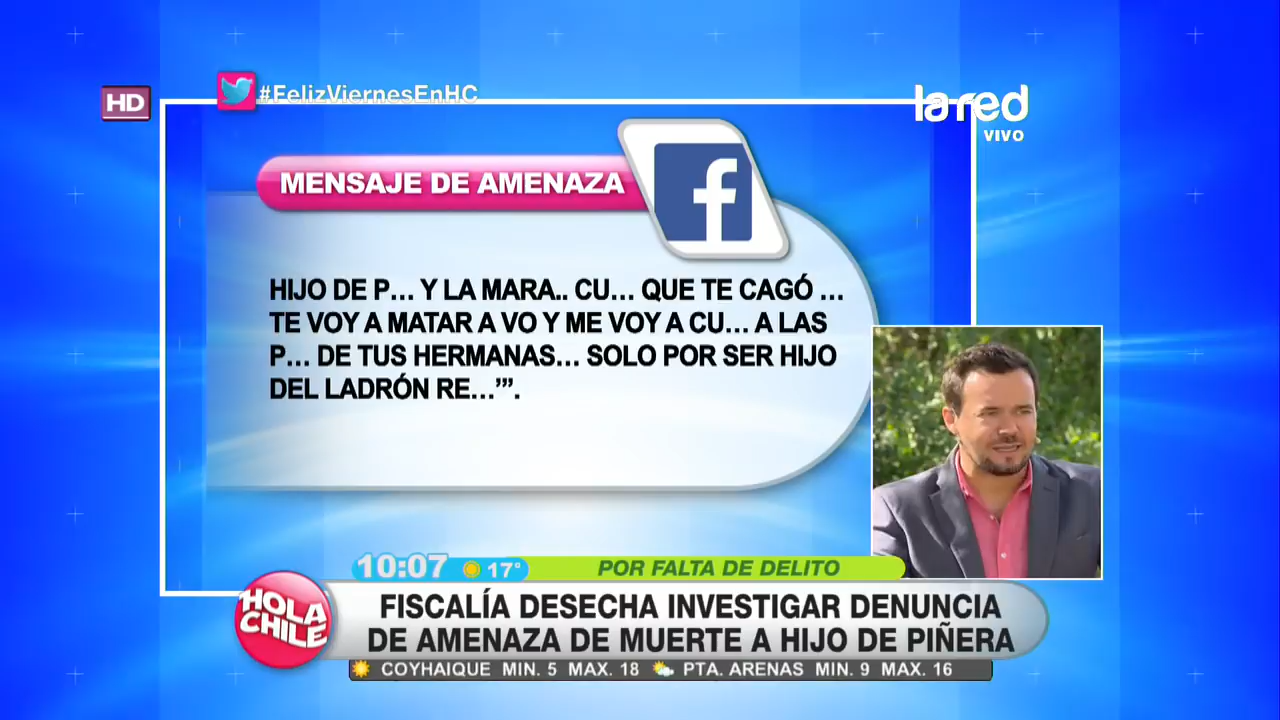 #FelizViernesEnHC
HD
la red
VIVO
MENSAJE DE AMENAZA
f
HIJO DE P... Y LA MARA.. CU... QUE TE CAGÓ ...
TE VOY A MATAR A VO Y ME VOY A CU... A LAS
P... DE TUS HERMANAS... SOLO POR SER HIJO
DEL LADRÓN RE...'”.
10:07
17°
POR FALTA DE DELITO
HOLA
CHILE
FISCALÍA DESECHA INVESTIGAR DENUNCIA
DE AMENAZA DE MUERTE A HIJO DE PIÑERA
COYHAIQUE MIN. 5 MAX. 18 PTA. ARENAS MIN. 9 MAX. 16